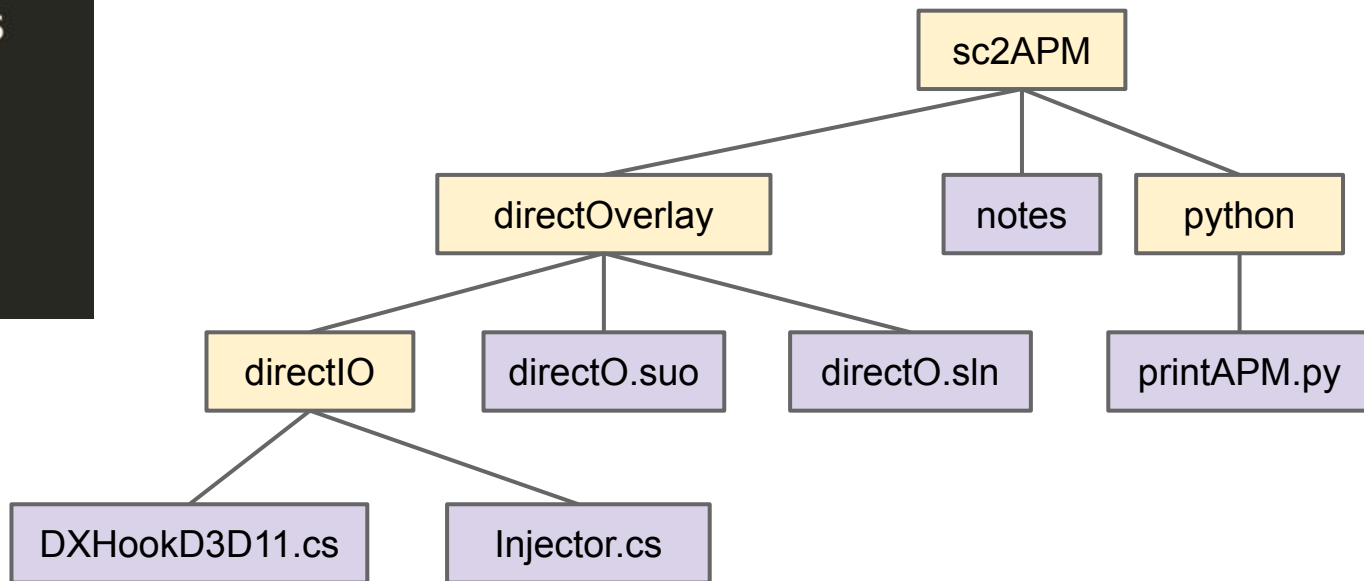 sc2APM
directOverlay
notes
python
directIO
directO.suo
directO.sln
printAPM.py
DXHookD3D11.cs
Injector.cs